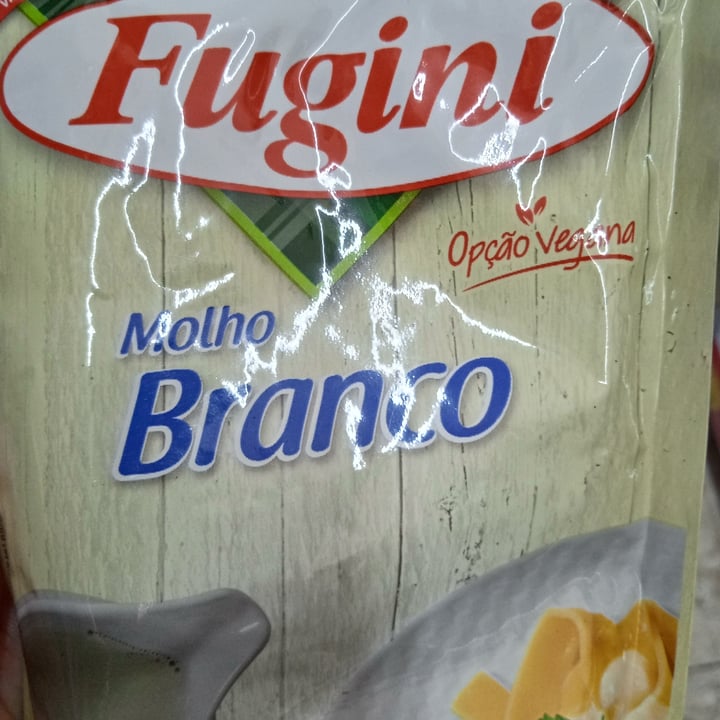 Fugini
Opção Vegana
Molho
Branco